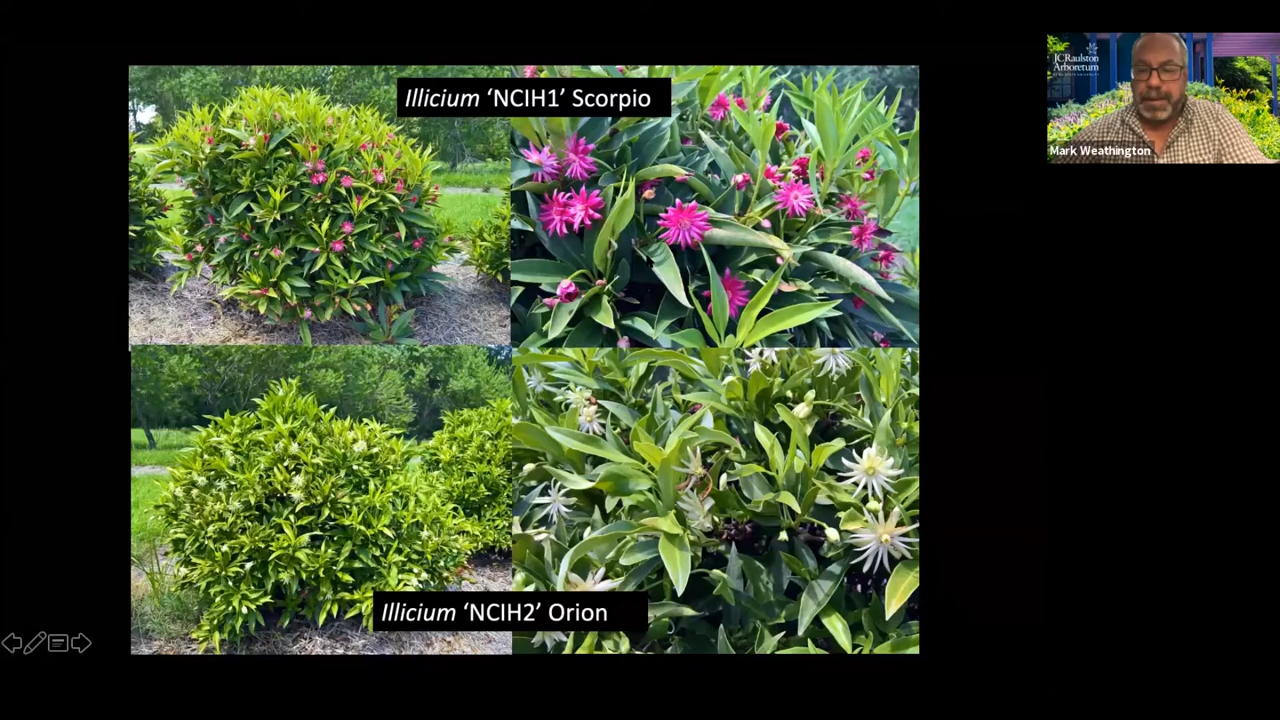 Illicium ‘NCIH1’ Scorpio
JC Raulston
Arboretum
Mark Weathington
Illicium ‘NCIH2’ Orion